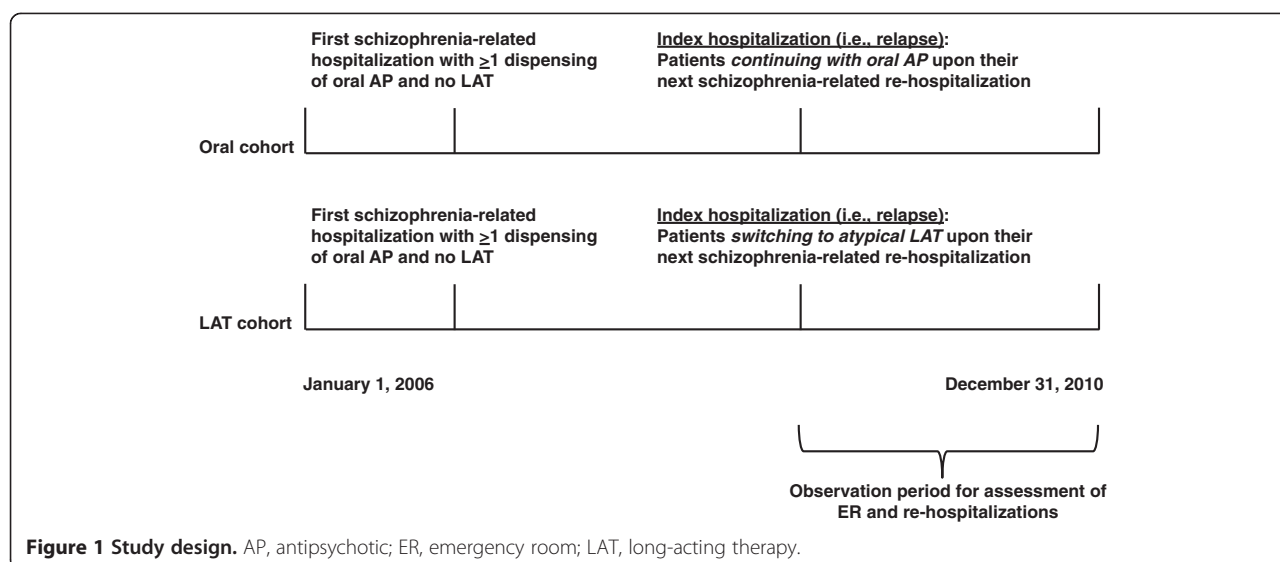 First schizophrenia-related
hospitalization with ≥1 dispensing
of oral AP and no LAT
Index hospitalization (i.e., relapse):
Patients continuing with oral AP upon their
next schizophrenia-related re-hospitalization
Oral cohort
First schizophrenia-related
hospitalization with ≥1 dispensing
of oral AP and no LAT
Index hospitalization (i.e., relapse):
Patients switching to atypical LAT upon their
next schizophrenia-related re-hospitalization
LAT cohort
January 1, 2006
December 31, 2010
Observation period for assessment of
ER and re-hospitalizations
Figure 1 Study design. AP, antipsychotic; ER, emergency room; LAT, long-acting therapy.